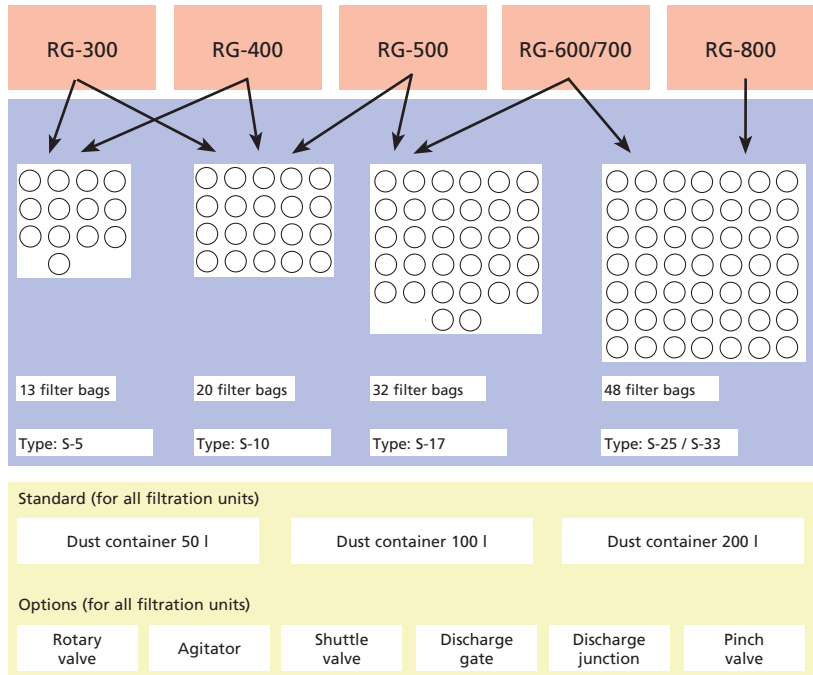 RG-300
RG-400
RG-500
RG-600/700
RG-800
13 filter bags
20 filter bags
32 filter bags
48 filter bags
Type: S-5
Type: S-10
Type: S-17
Type: S-25 / S-33
Standard (for all filtration units)
Dust container 50 l
Dust container 100 l
Dust container 200 l
Options (for all filtration units)
Rotary
valve
Agitator
Shuttle
valve
Discharge
gate
Discharge
junction
Pinch
valve